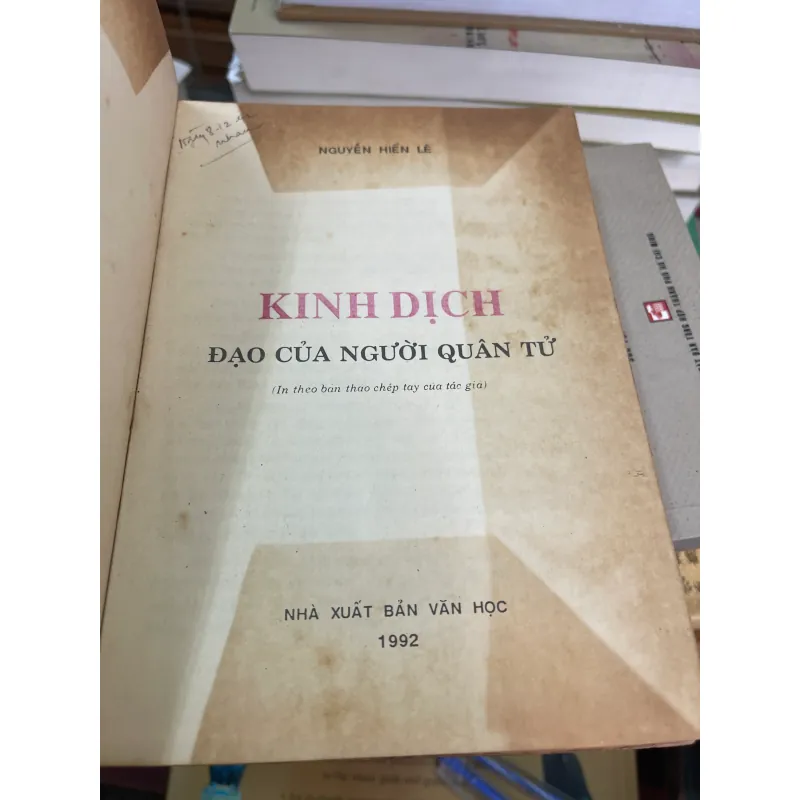 NGUYỄN HIẾN LÊ
KINH DỊCH
ĐẠO CỦA NGƯỜI QUÂN TỬ
(In theo bản thảo chép tay của tác giả)
NHÀ XUẤT BẢN VĂN HỌC
1992